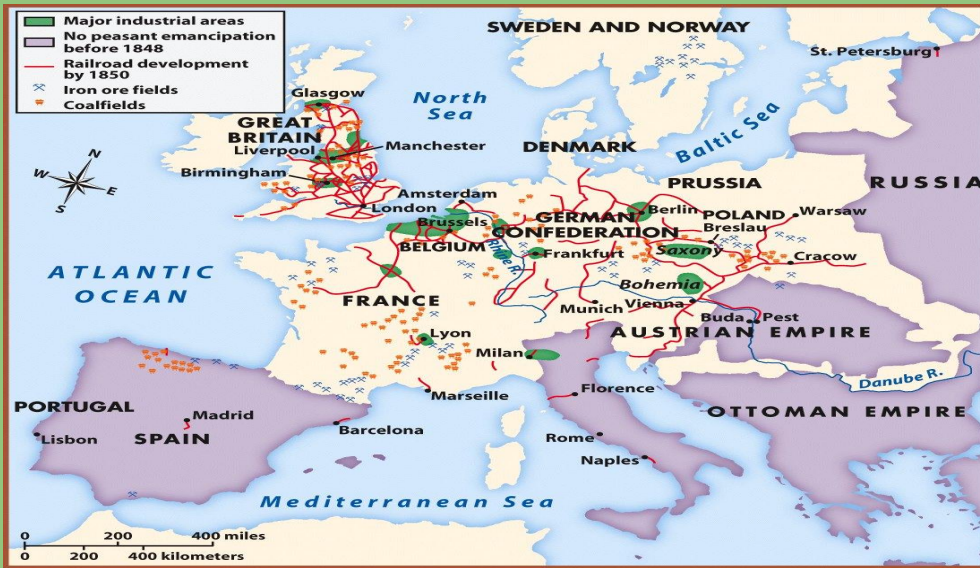 Major industrial areas
No peasant emancipation
before 1848
Railroad development
by 1850
Iron ore fields
Coalfields
SWEDEN AND NORWAY
St. Petersburg
Glasgow
North
Sea
GREAT
BRITAIN
Liverpool
Manchester
Birmingham
Baltic Sea
DENMARK
N
W
E
S
PRUSSIA
RUSSIA
Amsterdam
London
Berlin
POLAND
Warsaw
Brussels
GERMAN
CONFEDERATION
Breslau
BELGIUM
Rhine R.
Frankfurt
Saxony
Cracow
ATLANTIC
OCEAN
Bohemia
FRANCE
Munich
Vienna
Buda
Pest
AUSTRIAN EMPIRE
Lyon
Milan
Danube R.
Marseille
Florence
PORTUGAL
Madrid
OTTOMAN EMPIRE
Lisbon
SPAIN
Barcelona
Rome
Naples
Mediterranean Sea
0 200 400 miles
0 200 400 kilometers